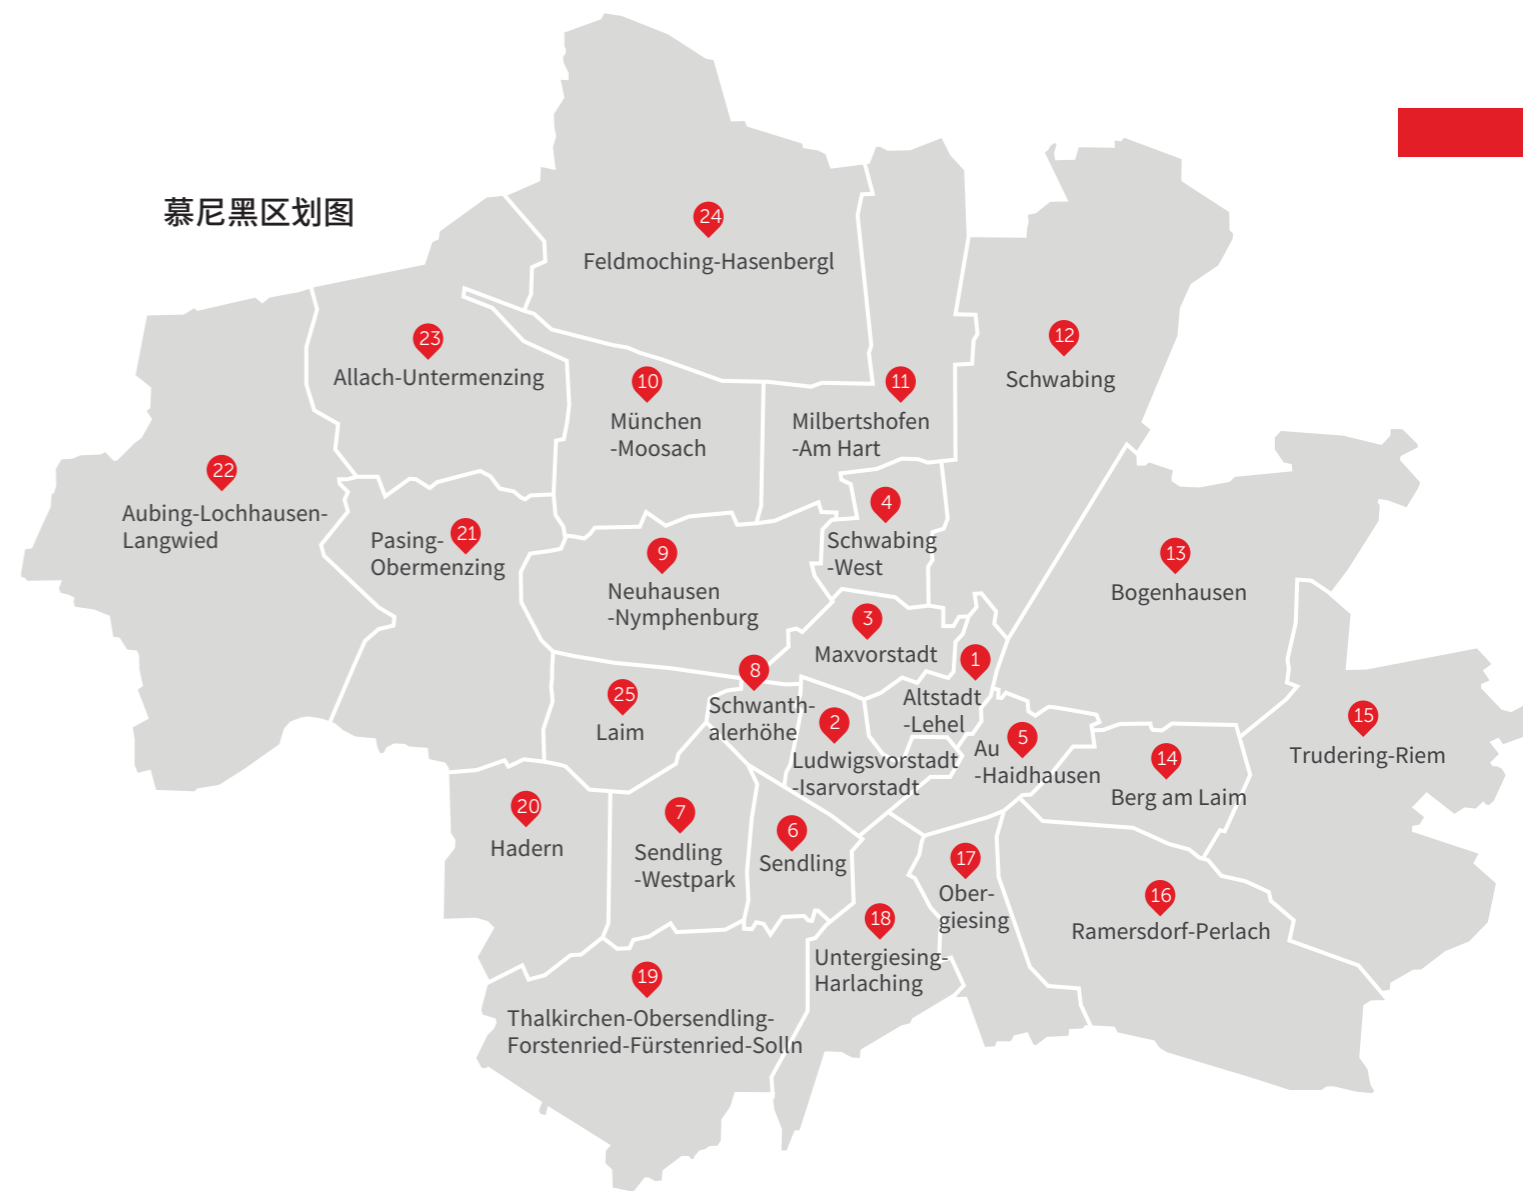 慕尼黑区划图
24
Feldmoching-Hasenbergl
23
Allach-Untermenzing
12
Schwabing
10
München
-Moosach
11
Milbertshofen
-Am Hart
22
Aubing-Lochhausen-
Langwied
21
Pasing-
Obermenzing
4
Schwabing
-West
9
Neuhausen
-Nymphenburg
13
Bogenhausen
3
Maxvorstadt
1
Altstadt
-Lehel
8
Schwanth-
alerhöhe
25
Laim
2
Ludwigsvorstadt
-Isarvorstadt
5
Au
-Haidhausen
15
Trudering-Riem
14
Berg am Laim
20
Hadern
7
Sendling
-Westpark
6
Sendling
17
Ober-
giesing
16
Ramersdorf-Perlach
18
Untergiesing-
Harlaching
19
Thalkirchen-Obersendling-
Forstenried-Fürstenried-Solln